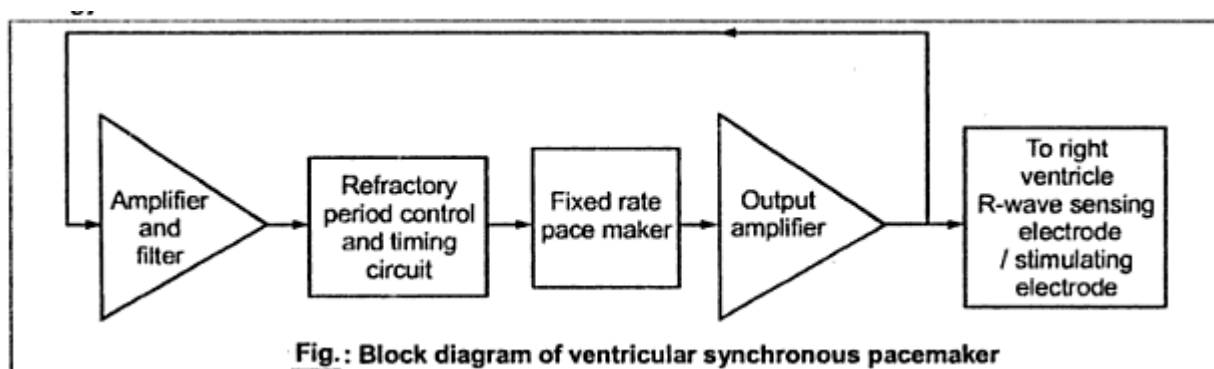 gy
Amplifier
and
filter
Refractory
period control
and timing
circuit
Fixed rate
pace maker
Output
amplifier
To right
ventricle
R-wave sensing
electrode
/ stimulating
electrode
Fig.: Block diagram of ventricular synchronous pacemaker